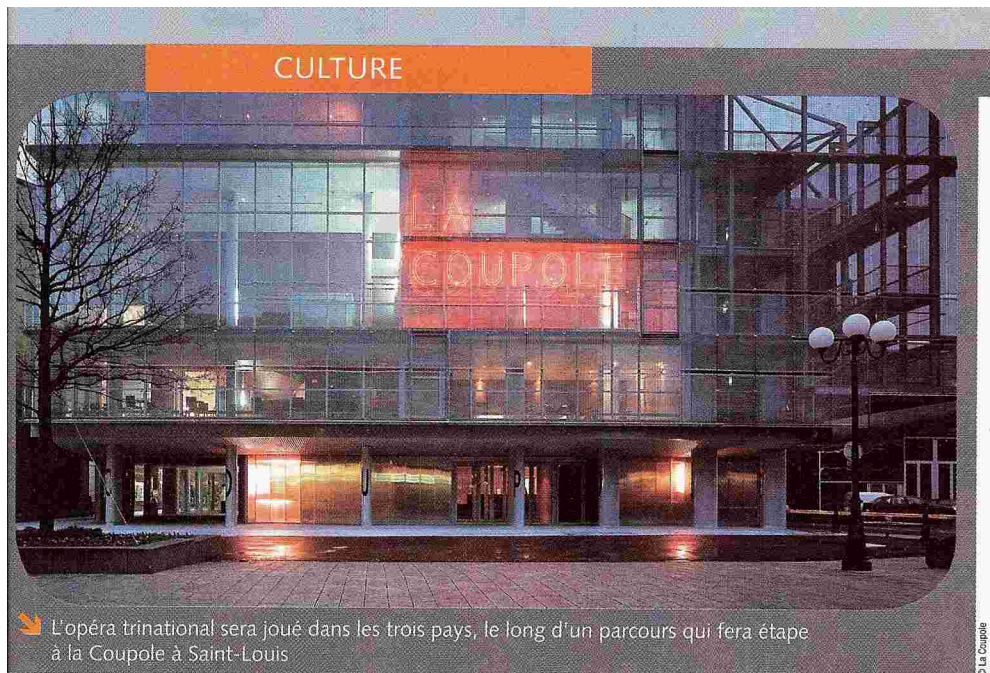 CULTURE
LA
COUPOLE
O
U
P
L'opéra trinational sera joué dans les trois pays, le long d'un parcours qui fera étape
à la Coupole à Saint-Louis
© La Coupole